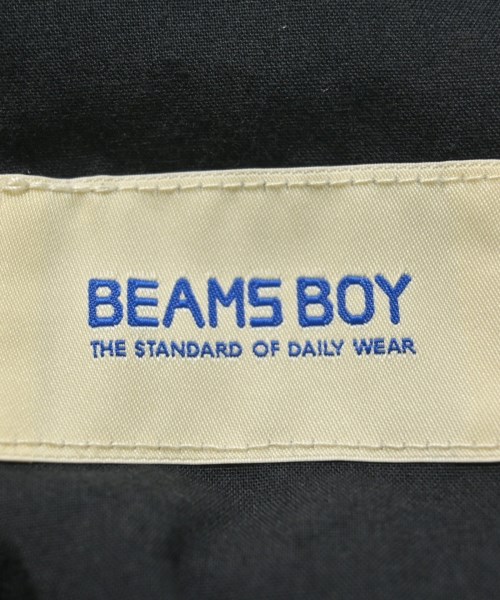 BEAMS BOY
THE STANDARD OF DAILY WEAR